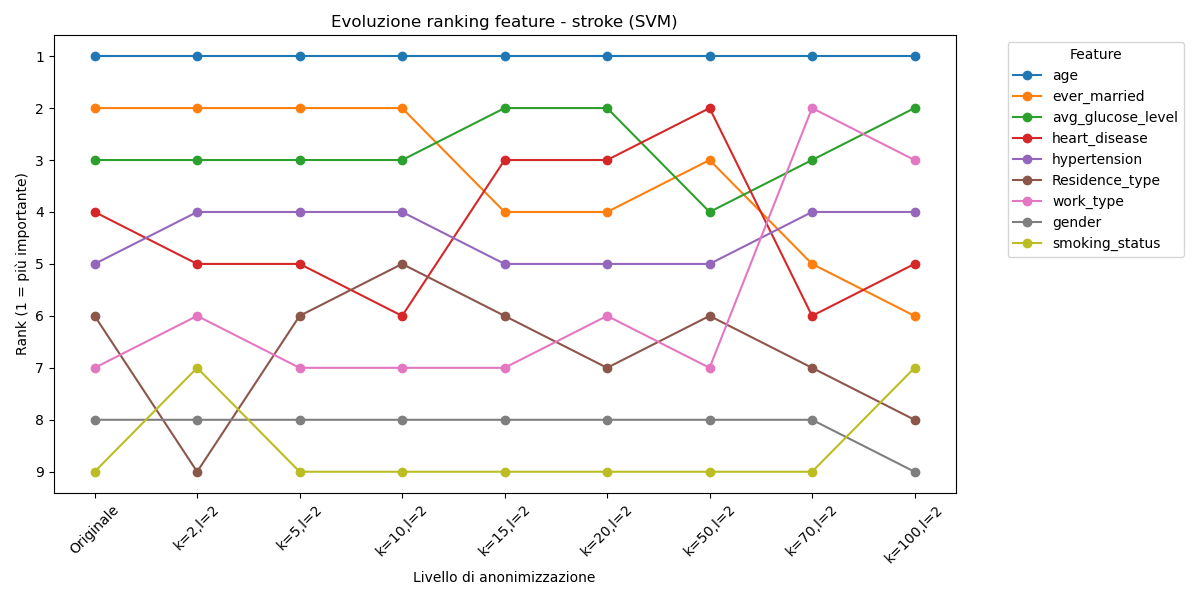 Evoluzione ranking feature - stroke (SVM)
Rank (1 = più importante)
1
2
3
4
5
6
7
8
9
Originale
k=2,l=2
k=5,l=2
k=10,l=2
k=15,l=2
k=20,l=2
k=50,l=2
k=70,l=2
k=100,l=2
Livello di anonimizzazione
Feature
age
ever_married
avg_glucose_level
heart_disease
hypertension
Residence_type
work_type
gender
smoking_status